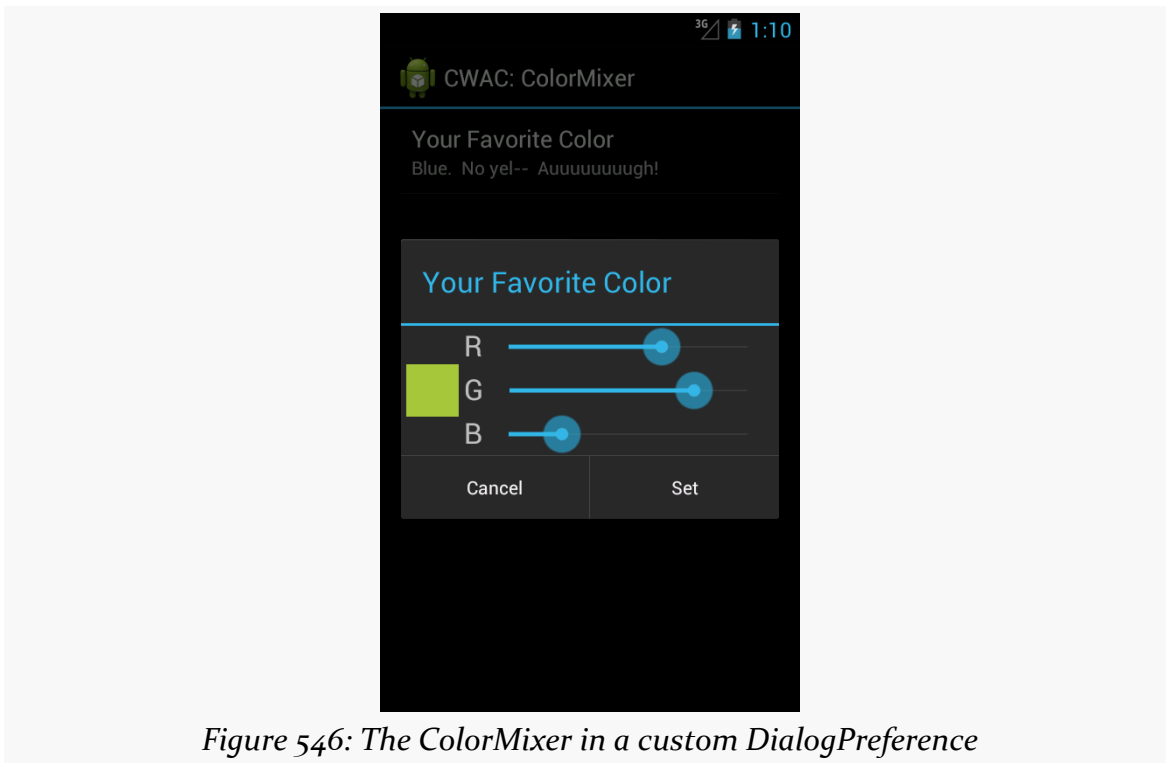 3G 1:10
CWAC: ColorMixer
Your Favorite Color
Blue. No yel-- Auuuuuuuugh!
Your Favorite Color
R
G
B
Cancel Set
Figure 546: The ColorMixer in a custom DialogPreference